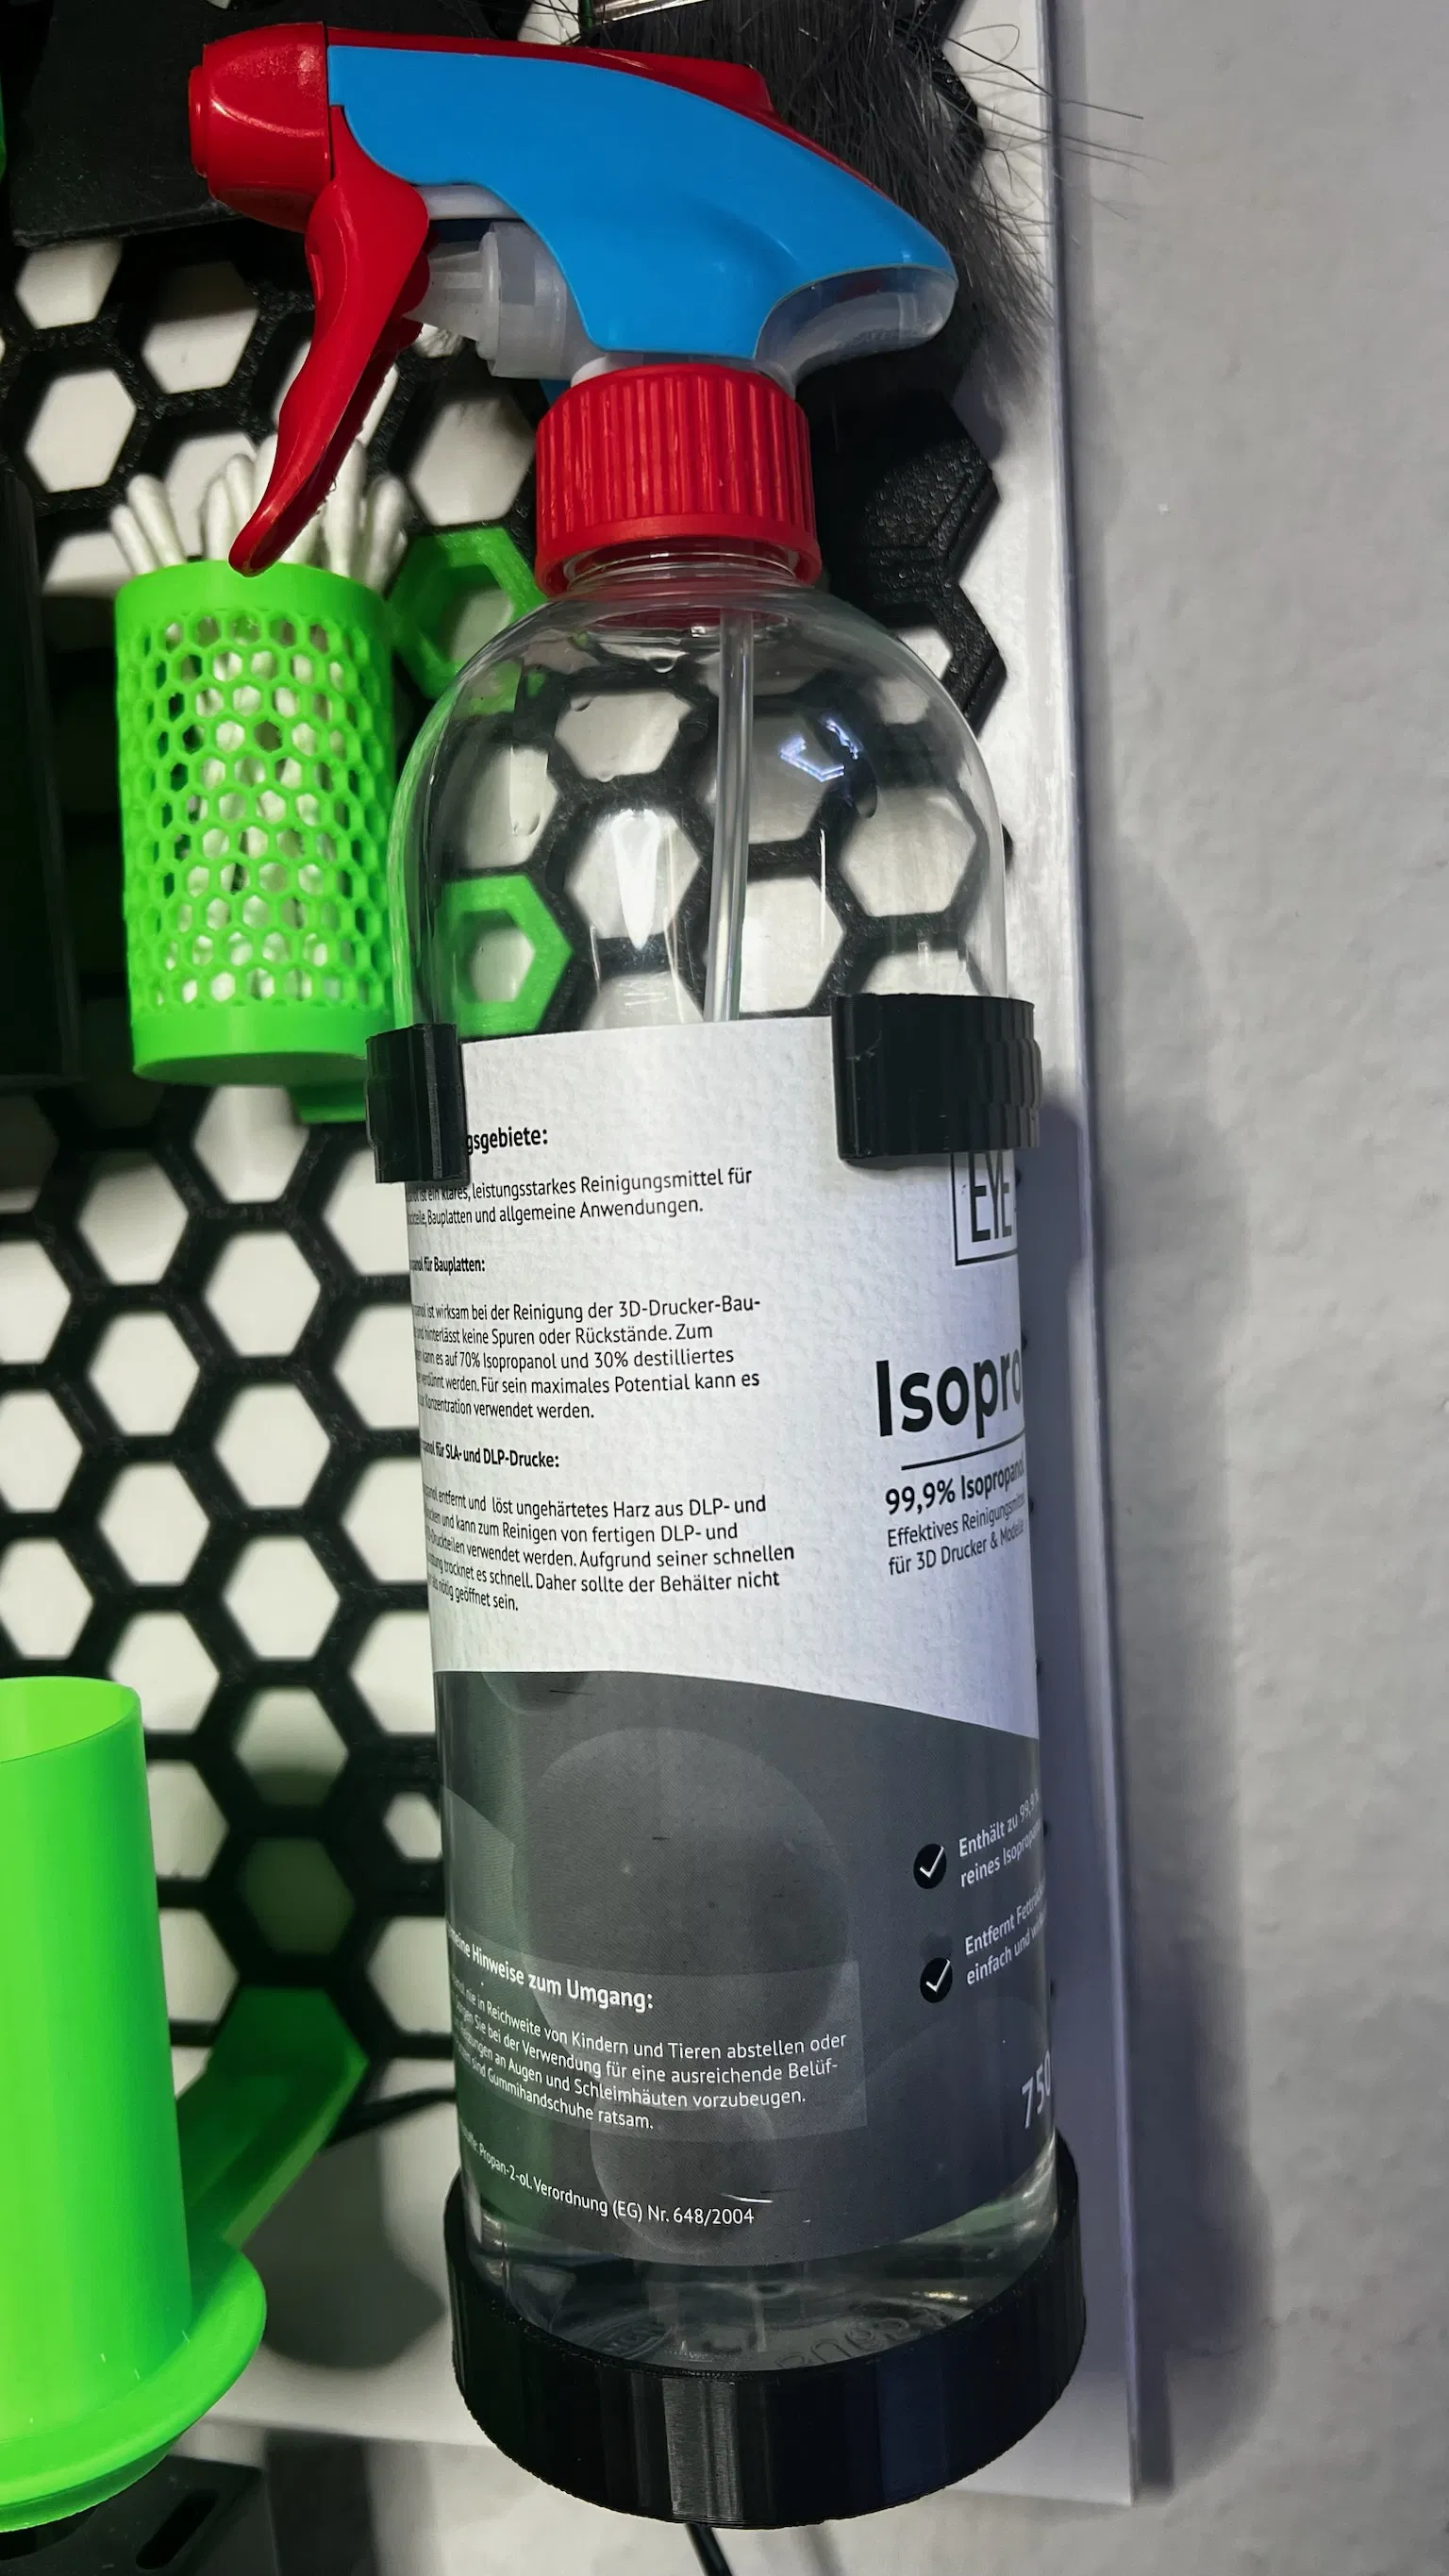 gsgebiete:
klares, leistungsstarkes Reinigungsmittel für
Bauplatten und allgemeine Anwendungen.
für Bauplatten:
ist wirksam bei der Reinigung der 3D-Drucker-Bau-
hinterlässt keine Spuren oder Rückstände. Zum
kann es auf 70% Isopropanol und 30% destilliertes
verdünnt werden. Für sein maximales Potential kann es
Konzentration verwendet werden.
für SLA- und DLP-Drucke:
entfernt und löst ungehärtetes Harz aus DLP- und
und kann zum Reinigen von fertigen DLP- und
Druckteilen verwendet werden. Aufgrund seiner schnellen
trocknet es schnell. Daher sollte der Behälter nicht
nötig geöffnet sein.
Hinweise zum Umgang:
nie in Reichweite von Kindern und Tieren abstellen oder
Sie bei der Verwendung für eine ausreichende Belüf-
an Augen und Schleimhäuten vorzubeugen.
sind Gummihandschuhe ratsam.
Propan-2-ol. Verordnung (EG) Nr. 648/2004
EYE
Isopro
99,9% Isopropanol
Effektives Reinigungsmittel
für 3D Drucker & Modelle
Enthält zu 99,9%
reines Isopropanol
Entfernt
einfach und
750